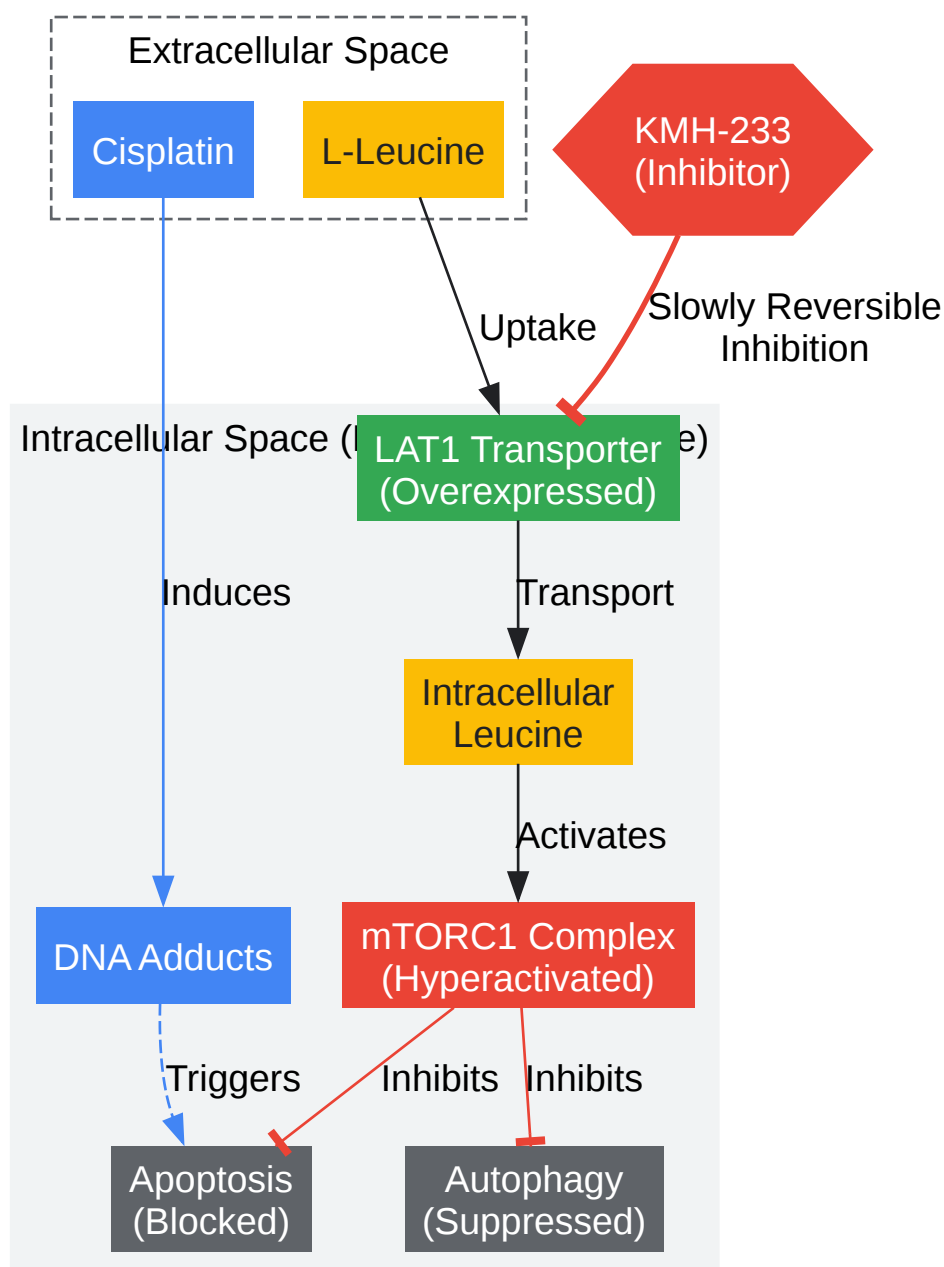 Extracellular Space
Cisplatin
L-Leucine
KMH-233
(Inhibitor)
Uptake
Slowly Reversible
Inhibition
Intracellular Space (
LAT1 Transporter
(Overexpressed)
Induces
Transport
Intracellular
Leucine
Activates
DNA Adducts
mTORC1 Complex
(Hyperactivated)
Triggers
Inhibits
Inhibits
Apoptosis
(Blocked)
Autophagy
(Suppressed)